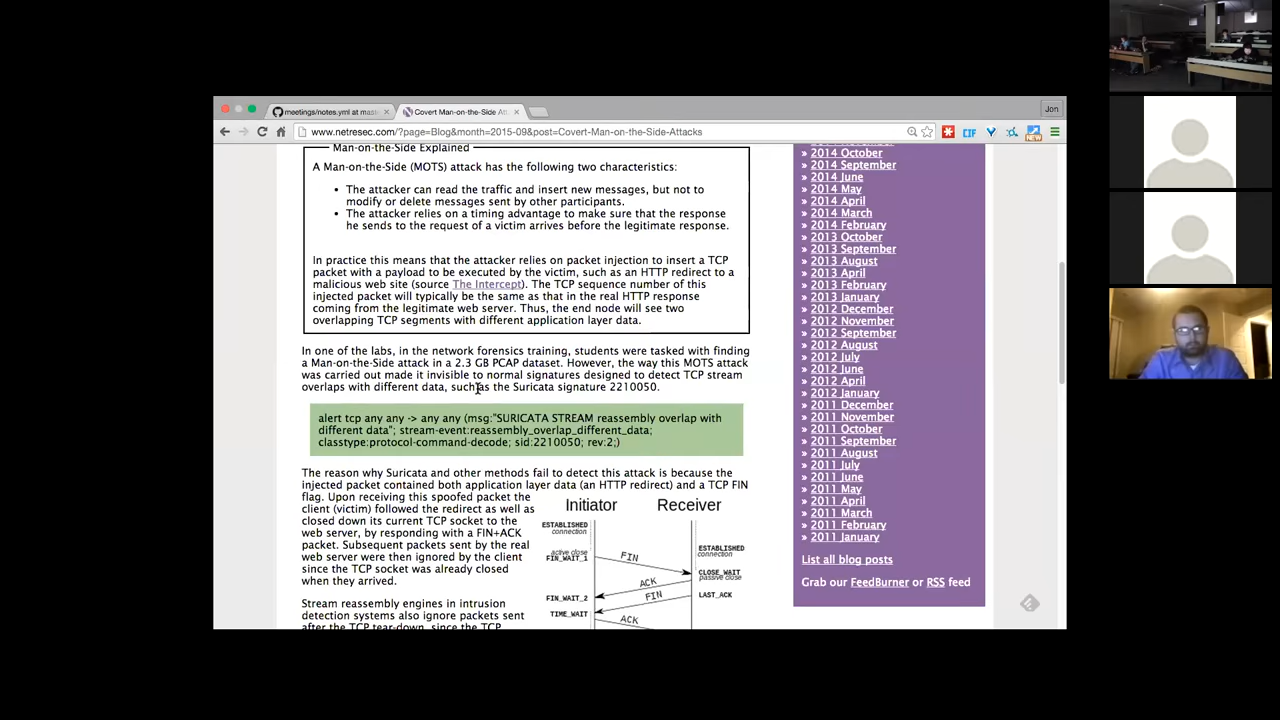 meetings/notes.yml at mast
Covert Man-on-the-Side At
Jon
www.netresec.com/?page=Blog&month=2015-09&post=Covert-Man-on-the-Side-Attacks
CIF
NEW
Man-on-the-Side Explained
A Man-on-the-Side (MOTS) attack has the following two characteristics:
• The attacker can read the traffic and insert new messages, but not to
modify or delete messages sent by other participants.
• The attacker relies on a timing advantage to make sure that the response
he sends to the request of a victim arrives before the legitimate response.
In practice this means that the attacker relies on packet injection to insert a TCP
packet with a payload to be executed by the victim, such as an HTTP redirect to a
malicious web site (source The Intercept). The TCP sequence number of this
injected packet will typically be the same as that in the real HTTP response
coming from the legitimate web server. Thus, the end node will see two
overlapping TCP segments with different application layer data.
In one of the labs, in the network forensics training, students were tasked with finding
a Man-on-the-Side attack in a 2.3 GB PCAP dataset. However, the way this MOTS attack
was carried out made it invisible to normal signatures designed to detect TCP stream
overlaps with different data, such as the Suricata signature 2210050.
alert tcp any any -> any any (msg:"SURICATA STREAM reassembly overlap with
different data"; stream-event:reassembly_overlap_different_data;
classtype:protocol-command-decode; sid:2210050; rev:2;)
The reason why Suricata and other methods fail to detect this attack is because the
injected packet contained both application layer data (an HTTP redirect) and a TCP FIN
flag. Upon receiving this spoofed packet the
client (victim) followed the redirect as well as
closed down its current TCP socket to the
web server, by responding with a FIN+ACK
packet. Subsequent packets sent by the real
web server were then ignored by the client
since the TCP socket was already closed
when they arrived.
Stream reassembly engines in intrusion
detection systems also ignore packets sent
after the TCP tear-down, since the TCP
Initiator
Receiver
ESTABLISHED
connection
active close
FIN_WAIT_1
FIN
ESTABLISHED
connection
CLOSE_WAIT
passive close
ACK
FIN
FIN_WAIT_2
LAST_ACK
TIME_WAIT
ACK
» 2014 October
» 2014 September
» 2014 June
» 2014 May
» 2014 April
» 2014 March
» 2014 February
» 2013 October
» 2013 September
» 2013 August
» 2013 April
» 2013 February
» 2013 January
» 2012 December
» 2012 November
» 2012 September
» 2012 August
» 2012 July
» 2012 June
» 2012 April
» 2012 January
» 2011 December
» 2011 November
» 2011 October
» 2011 September
» 2011 August
» 2011 July
» 2011 June
» 2011 May
» 2011 April
» 2011 March
» 2011 February
» 2011 January
List all blog posts
Grab our FeedBurner or RSS feed